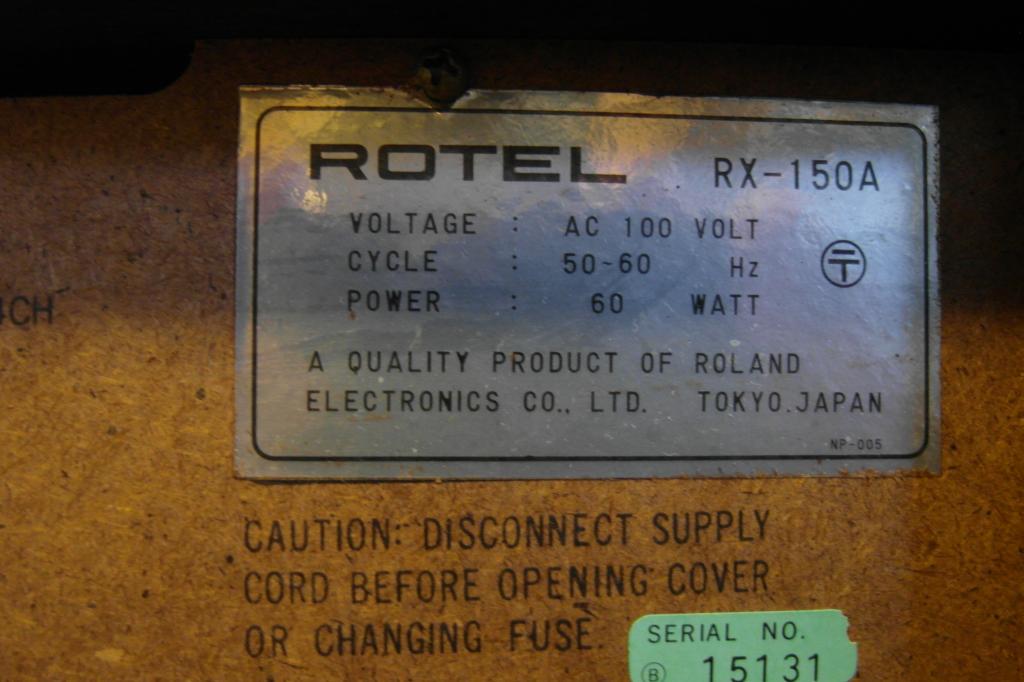 ROTEL RX-150A
VOLTAGE : AC 100 VOLT
CYCLE : 50~60 Hz
POWER : 60 WATT
〒
A QUALITY PRODUCT OF ROLAND
ELECTRONICS CO., LTD. TOKYO.JAPAN
NP-005
4CH
CAUTION: DISCONNECT SUPPLY
CORD BEFORE OPENING COVER
OR CHANGING FUSE.
SERIAL NO.
Ⓑ 15131